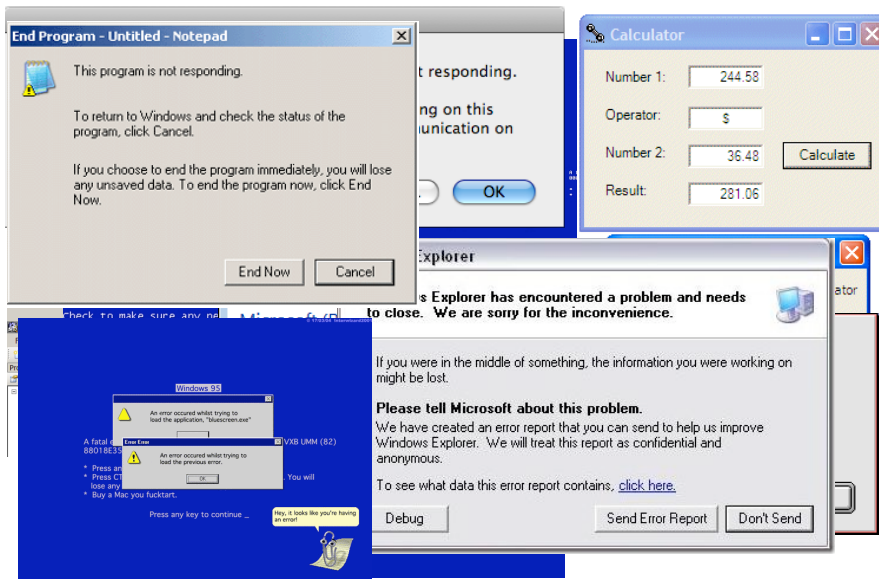 End Program - Untitled - Notepad
This program is not responding.
To return to Windows and check the status of the
program, click Cancel.
If you choose to end the program immediately, you will lose
any unsaved data. To end the program now, click End
Now.
End Now
Cancel
t responding.
ng on this
unication on
OK
Calculator
Number 1:
244.58
Operator:
$
Number 2:
36.48
Calculate
Result:
281.06
Explorer
s Explorer has encountered a problem and needs
to close. We are sorry for the inconvenience.
If you were in the middle of something, the information you were working on
might be lost.
Please tell Microsoft about this problem.
We have created an error report that you can send to help us improve
Windows Explorer. We will treat this report as confidential and
anonymous.
To see what data this error report contains, click here.
Debug
Send Error Report
Don't Send
ator
check to make sure any ne
Windows 95
An error occured whilst trying to
load the application, "bluescreen.exe"
A fatal e
VXB UMM (82)
88018E35
Error Error
An error occured whilst trying to
load the previous error.
OK
* Press an
* Press CT
. You will
lose any
* Buy a Mac you fucktart.
Press any key to continue _
Hey, it looks like you're having
an error!